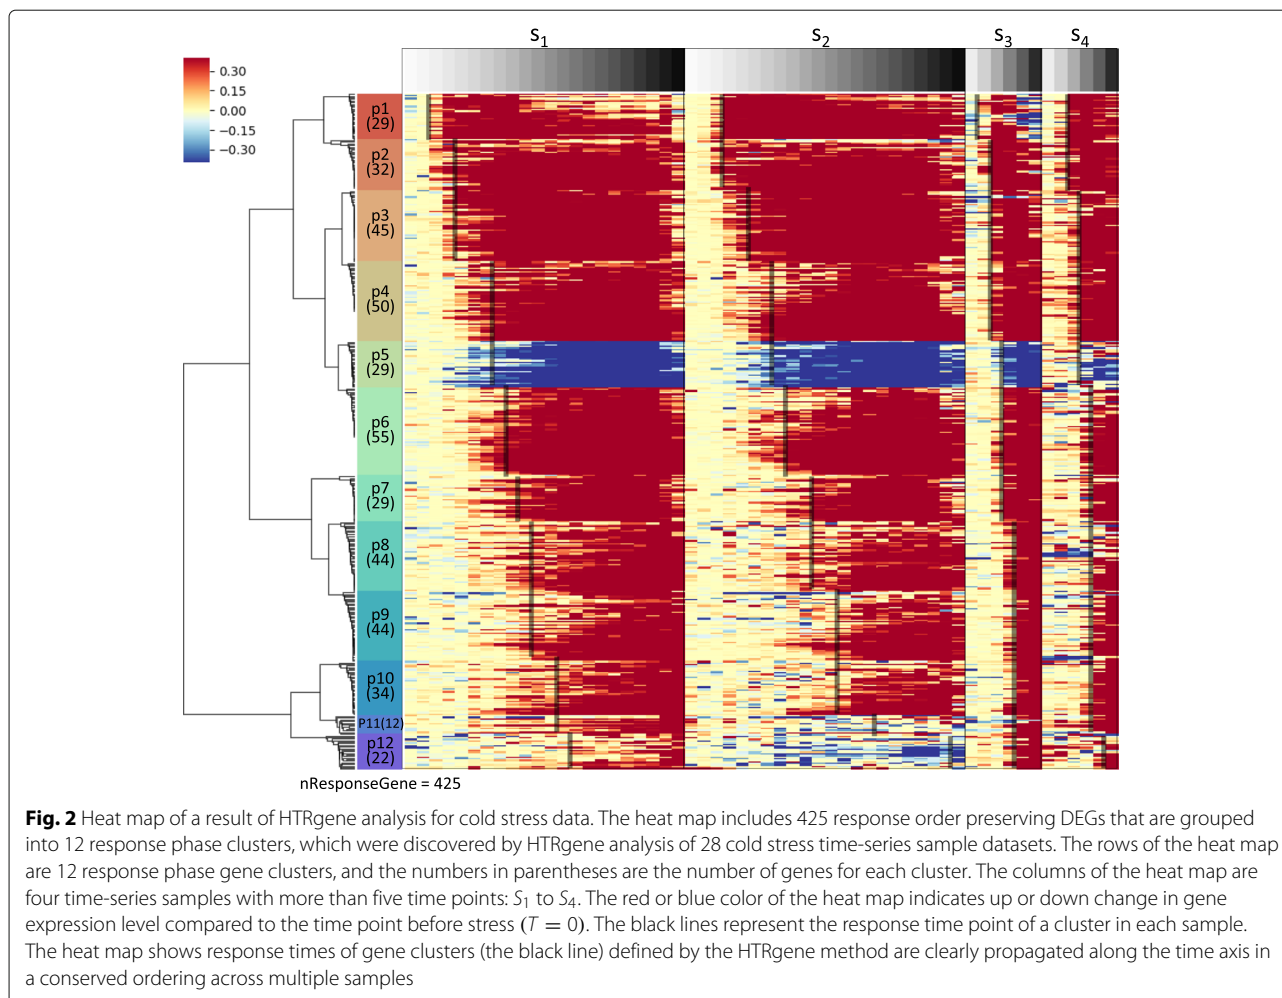 S1 S2 S3 S4
0.30
0.15
0.00
−0.15
−0.30
p1
(29)
p2
(32)
p3
(45)
p4
(50)
p5
(29)
p6
(55)
p7
(29)
p8
(44)
p9
(44)
p10
(34)
P11(12)
p12
(22)
nResponseGene = 425
Fig. 2 Heat map of a result of HTRgene analysis for cold stress data. The heat map includes 425 response order preserving DEGs that are grouped
into 12 response phase clusters, which were discovered by HTRgene analysis of 28 cold stress time-series sample datasets. The rows of the heat map
are 12 response phase gene clusters, and the numbers in parentheses are the number of genes for each cluster. The columns of the heat map are
four time-series samples with more than five time points: S1 to S4. The red or blue color of the heat map indicates up or down change in gene
expression level compared to the time point before stress (T = 0). The black lines represent the response time point of a cluster in each sample.
The heat map shows response times of gene clusters (the black line) defined by the HTRgene method are clearly propagated along the time axis in
a conserved ordering across multiple samples